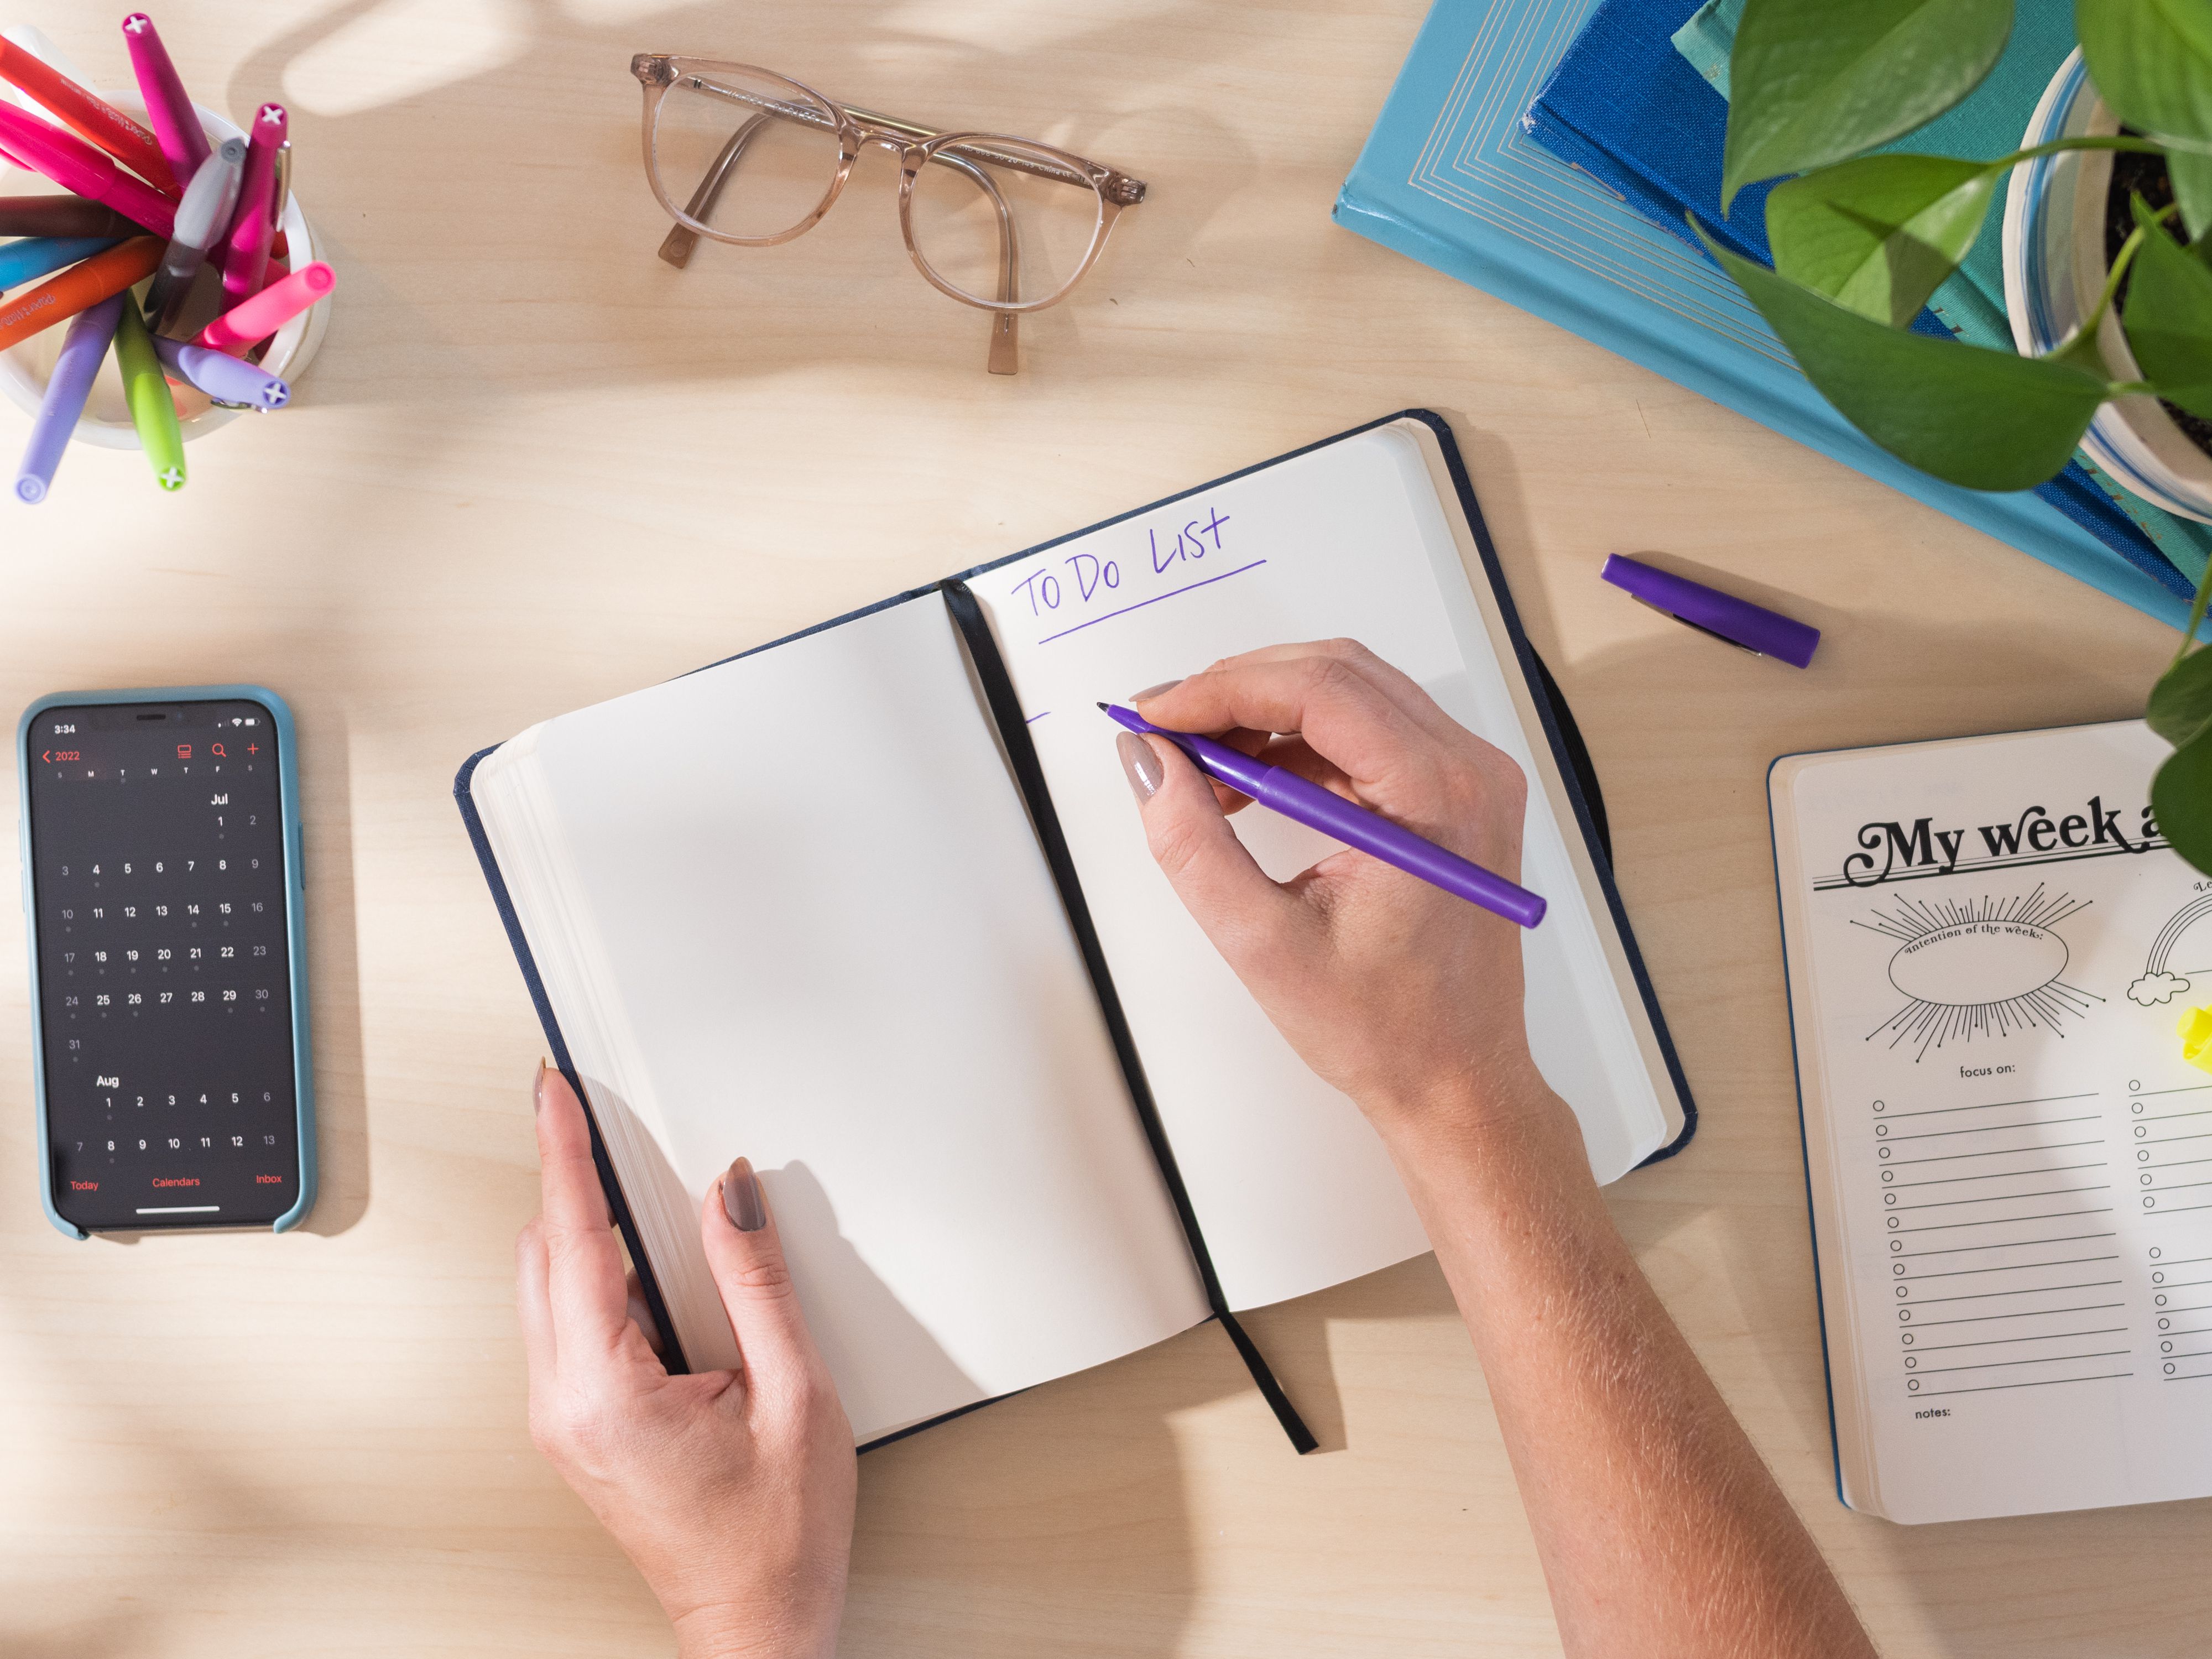 To Do List
-
3:34
2022
S M T W T F S
Jul
1 2
3 4 5 6 7 8 9
10 11 12 13 14 15 16
17 18 19 20 21 22 23
24 25 26 27 28 29 30
31
Aug
1 2 3 4 5 6
7 8 9 10 11 12 13
Today Calendars Inbox
My week a
intention of the week:
focus on:
notes: